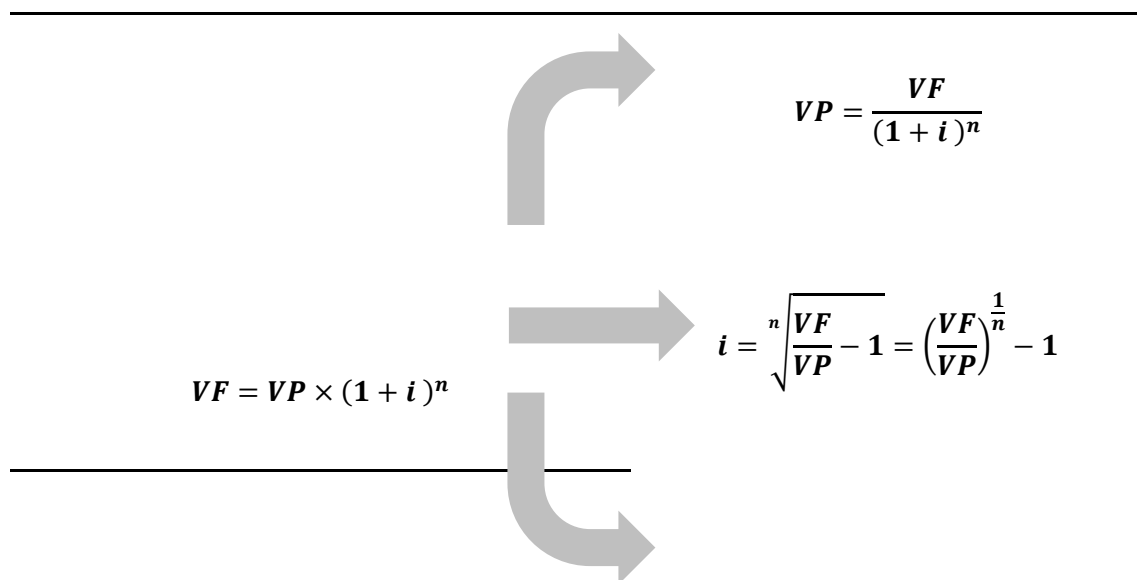 VP = VF / (1 + i )^n
i = ⁿ√(VF/VP − 1) = (VF/VP)^(1/n) − 1
VF = VP × (1 + i )^n